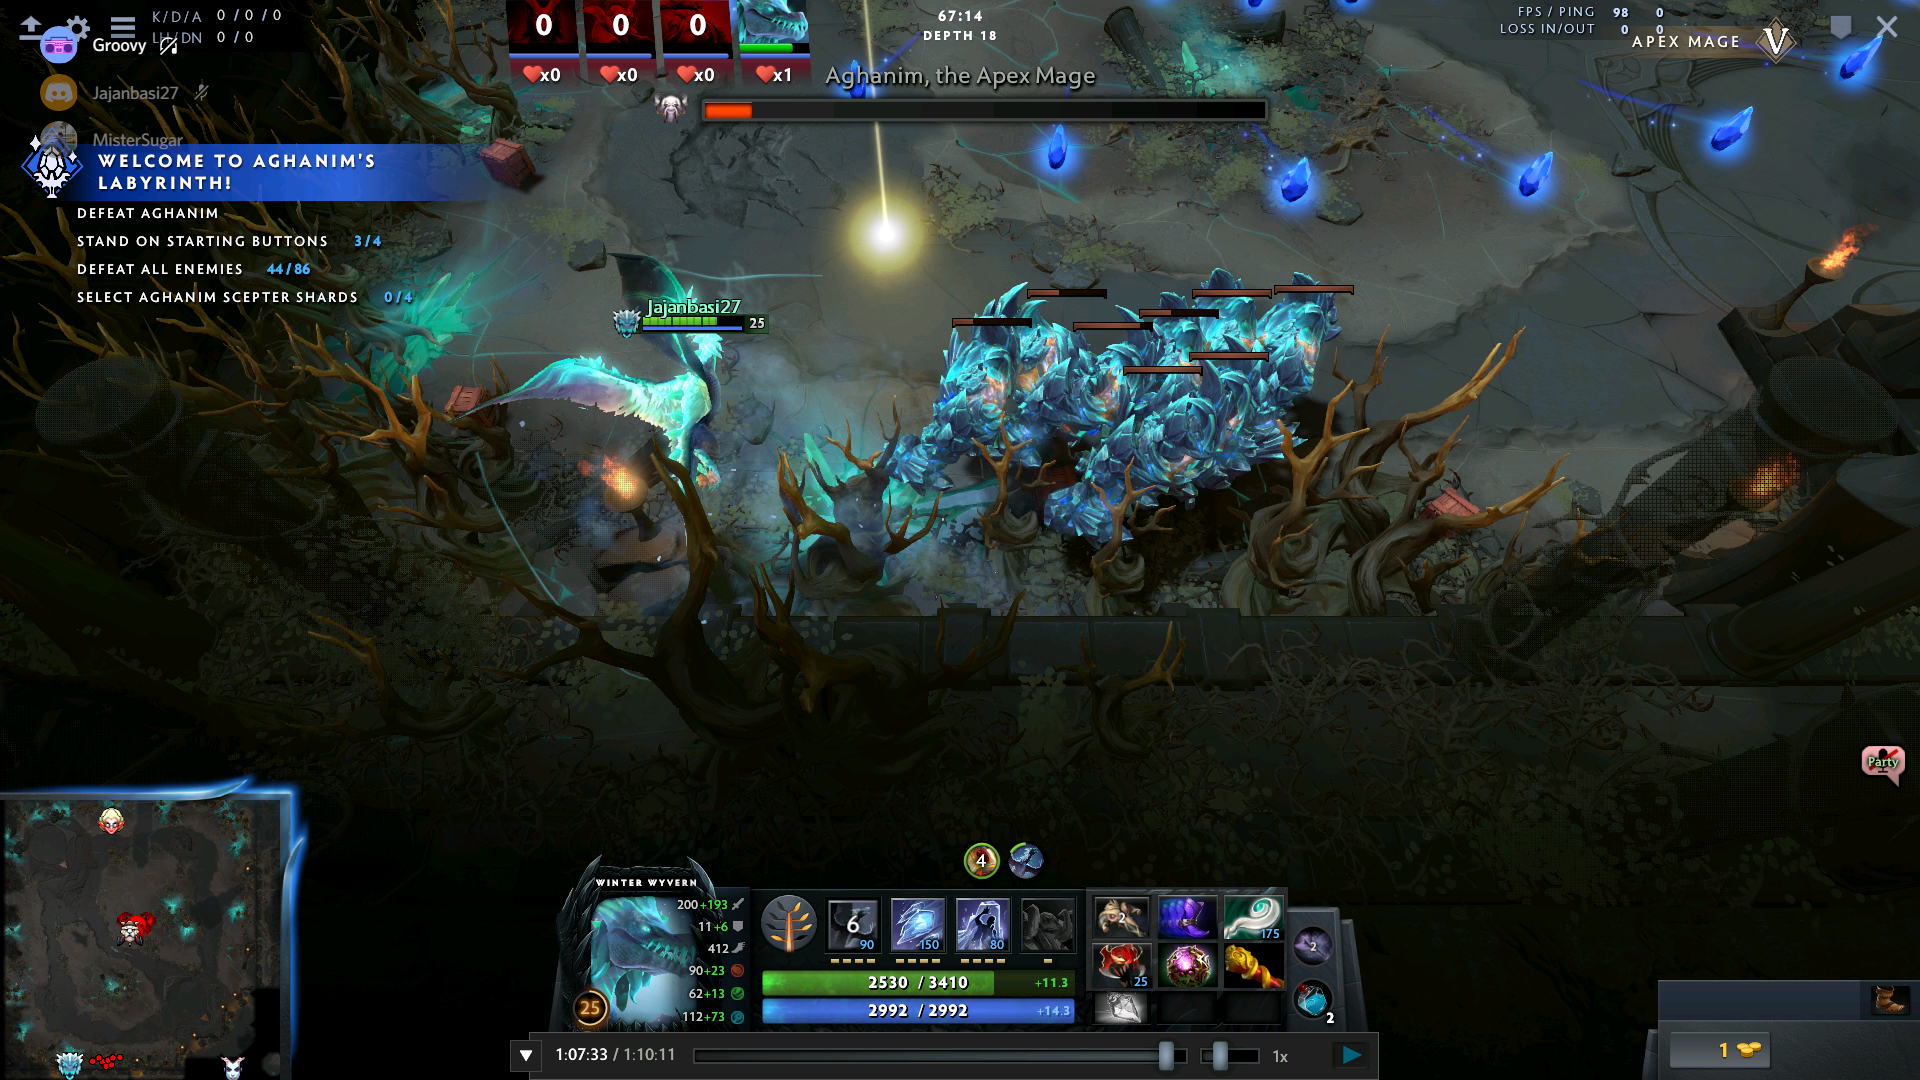 K/D/A 0 / 0 / 0
LH/DN 0 / 0
Groovy
Jajanbasi27
MisterSugar
WELCOME TO AGHANIM'S
LABYRINTH!
DEFEAT AGHANIM
STAND ON STARTING BUTTONS 3/4
DEFEAT ALL ENEMIES 44/86
SELECT AGHANIM SCEPTER SHARDS 0/4
0 0 0
x0 x0 x0 x1
67:14
DEPTH 18
Aghanim, the Apex Mage
FPS / PING 98 0
LOSS IN/OUT 0 0
APEX MAGE
Jajanbasi27
25
Party
4
WINTER WYVERN
200 +193
11 +6
412
90 +23
62 +13
112 +73
25
6
90
150
80
2530 / 3410 +11.3
2992 / 2992 +14.3
2
175
25
2
2
1:07:33 / 1:10:11
1x
1